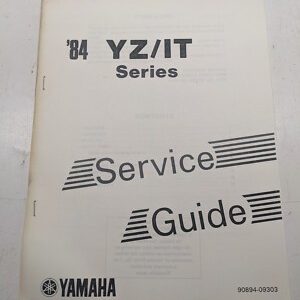 '84 YZ/IT
Series
Service
Guide
YAMAHA
90894-09303